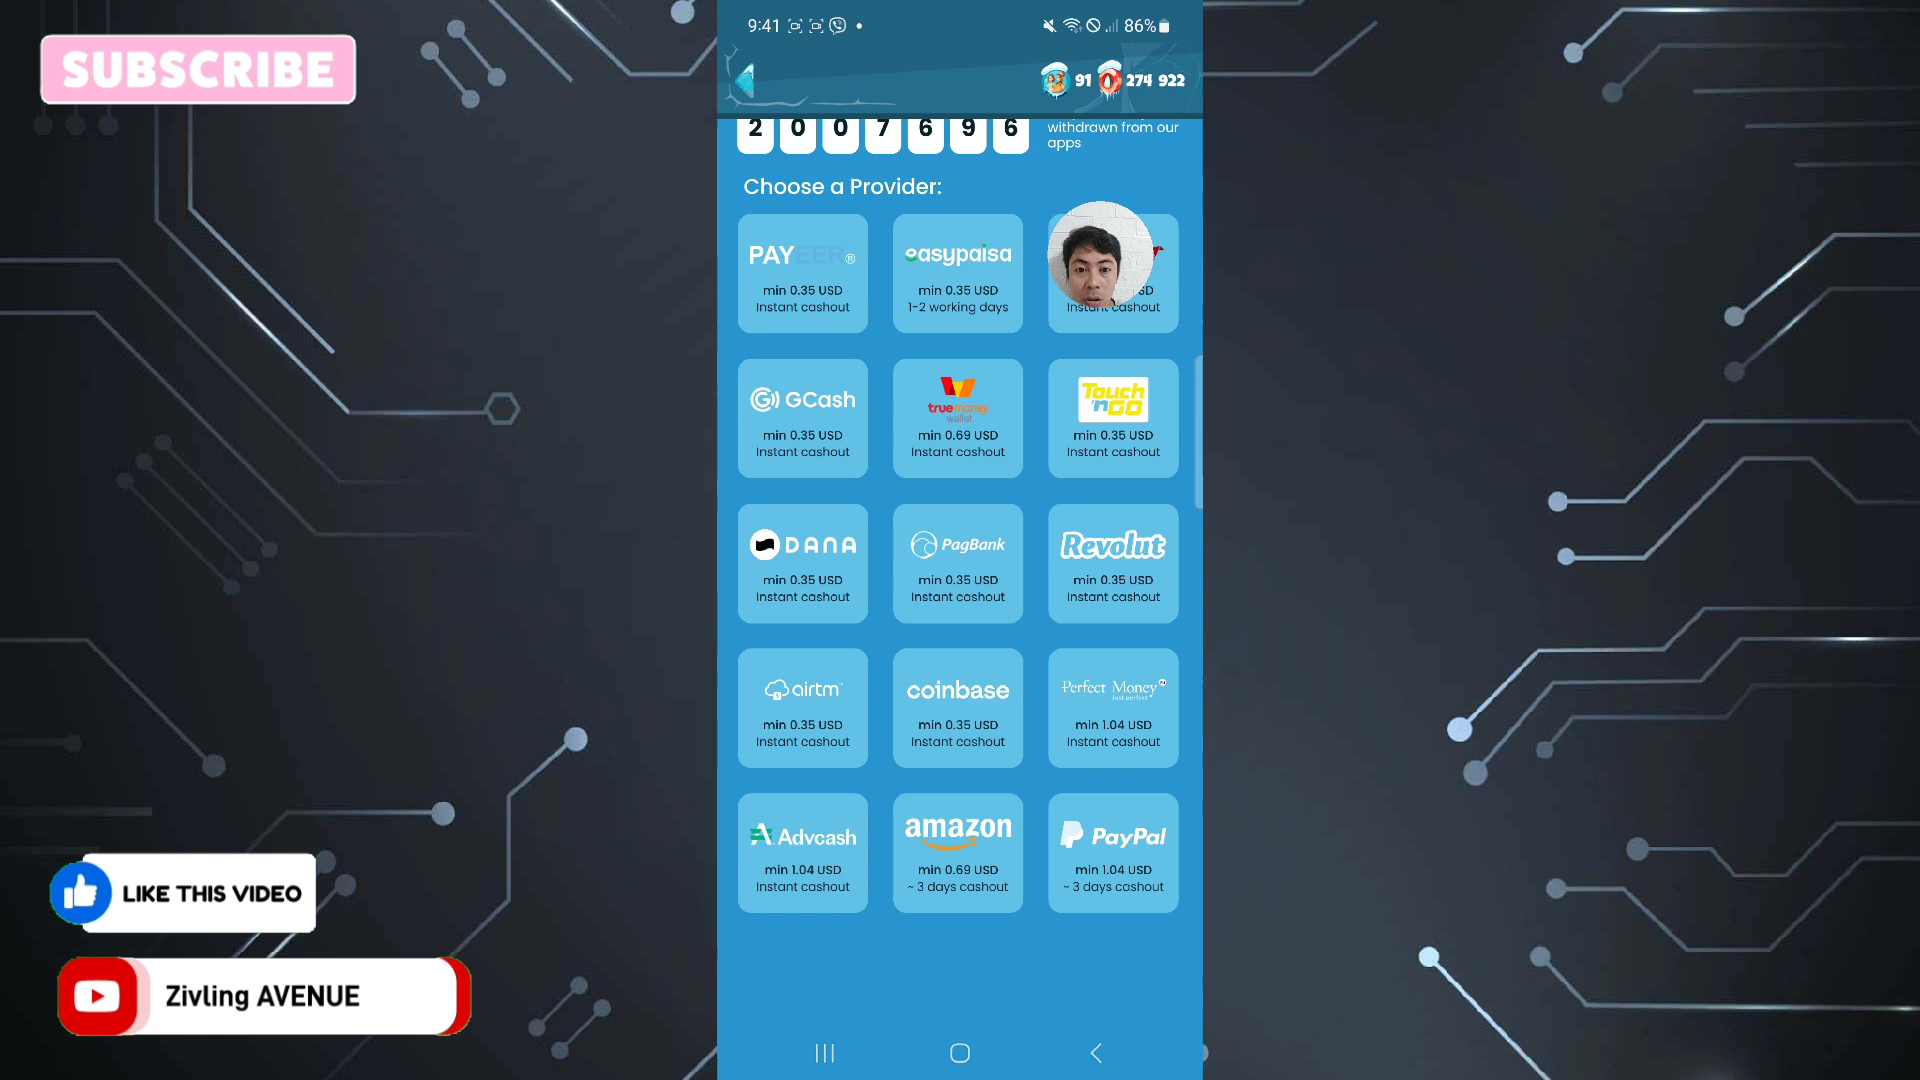 SUBSCRIBE
9:41
86%
91
274 922
2 0 0 7 6 9 6
withdrawn from our
apps
Choose a Provider:
PAYEER®
min 0.35 USD
Instant cashout
easypaisa
min 0.35 USD
1-2 working days
Instant cashout
GCash
min 0.35 USD
Instant cashout
truemoney
wallet
min 0.69 USD
Instant cashout
Touch
'nGO
min 0.35 USD
Instant cashout
DANA
min 0.35 USD
Instant cashout
PagBank
min 0.35 USD
Instant cashout
Revolut
min 0.35 USD
Instant cashout
airtm
min 0.35 USD
Instant cashout
coinbase
min 0.35 USD
Instant cashout
Perfect Money
Just perfect
min 1.04 USD
Instant cashout
Advcash
min 1.04 USD
Instant cashout
amazon
min 0.69 USD
~ 3 days cashout
PayPal
min 1.04 USD
~ 3 days cashout
LIKE THIS VIDEO
Zivling AVENUE